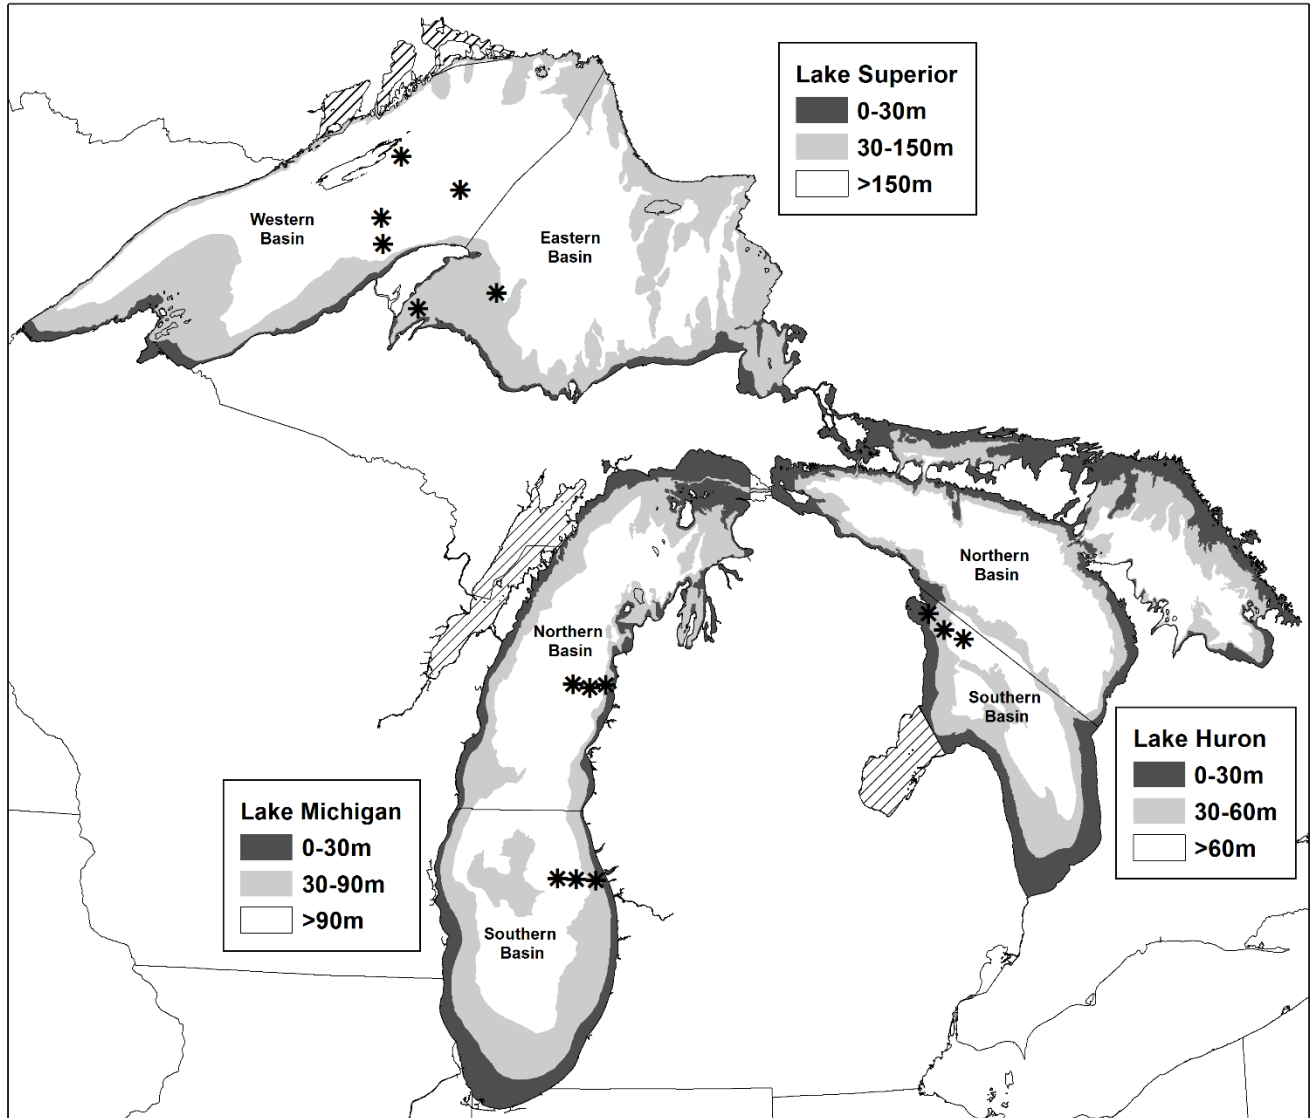 Lake Superior
0-30m
30-150m
>150m
Western
Basin
Eastern
Basin
Northern
Basin
Northern
Basin
Southern
Basin
Lake Huron
0-30m
30-60m
>60m
Lake Michigan
0-30m
30-90m
>90m
Southern
Basin